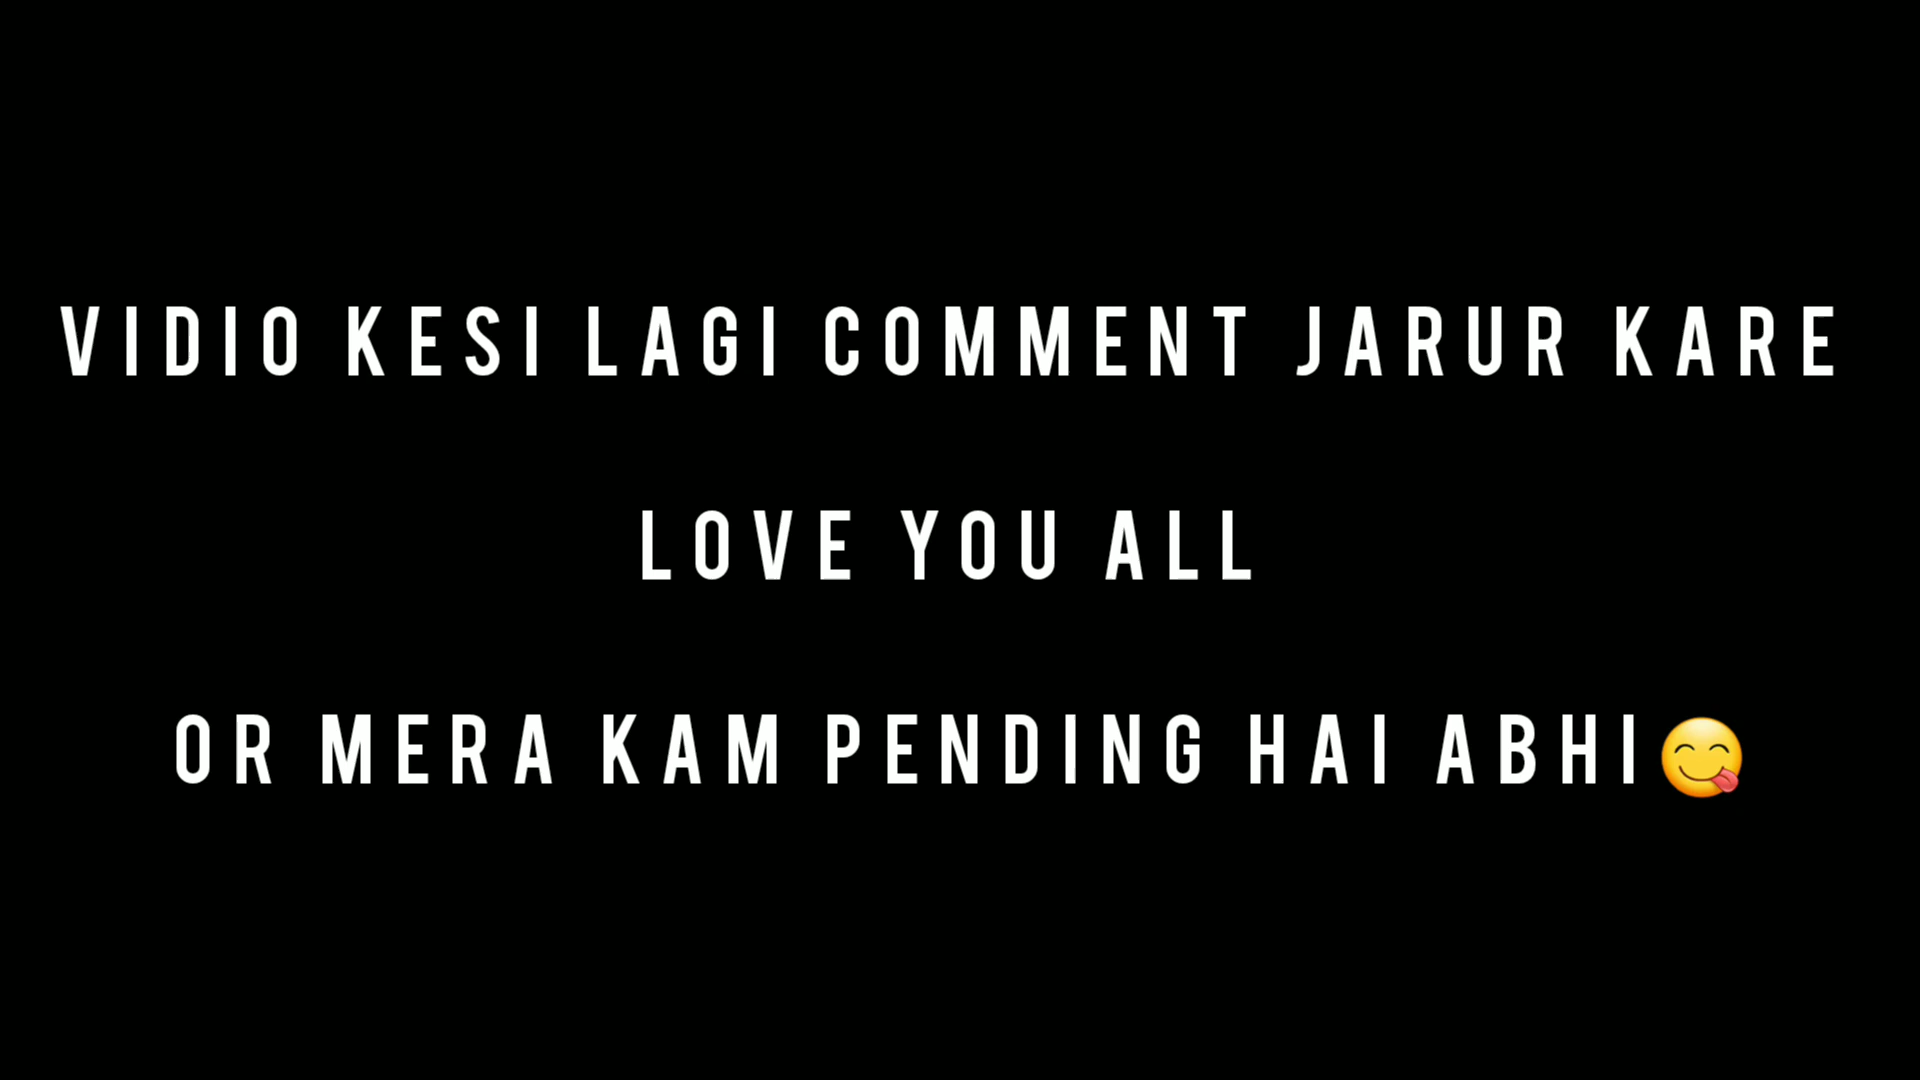 VIDIO KESI LAGI COMMENT JARUR KARE
LOVE YOU ALL
OR MERA KAM PENDING HAI ABHI😋